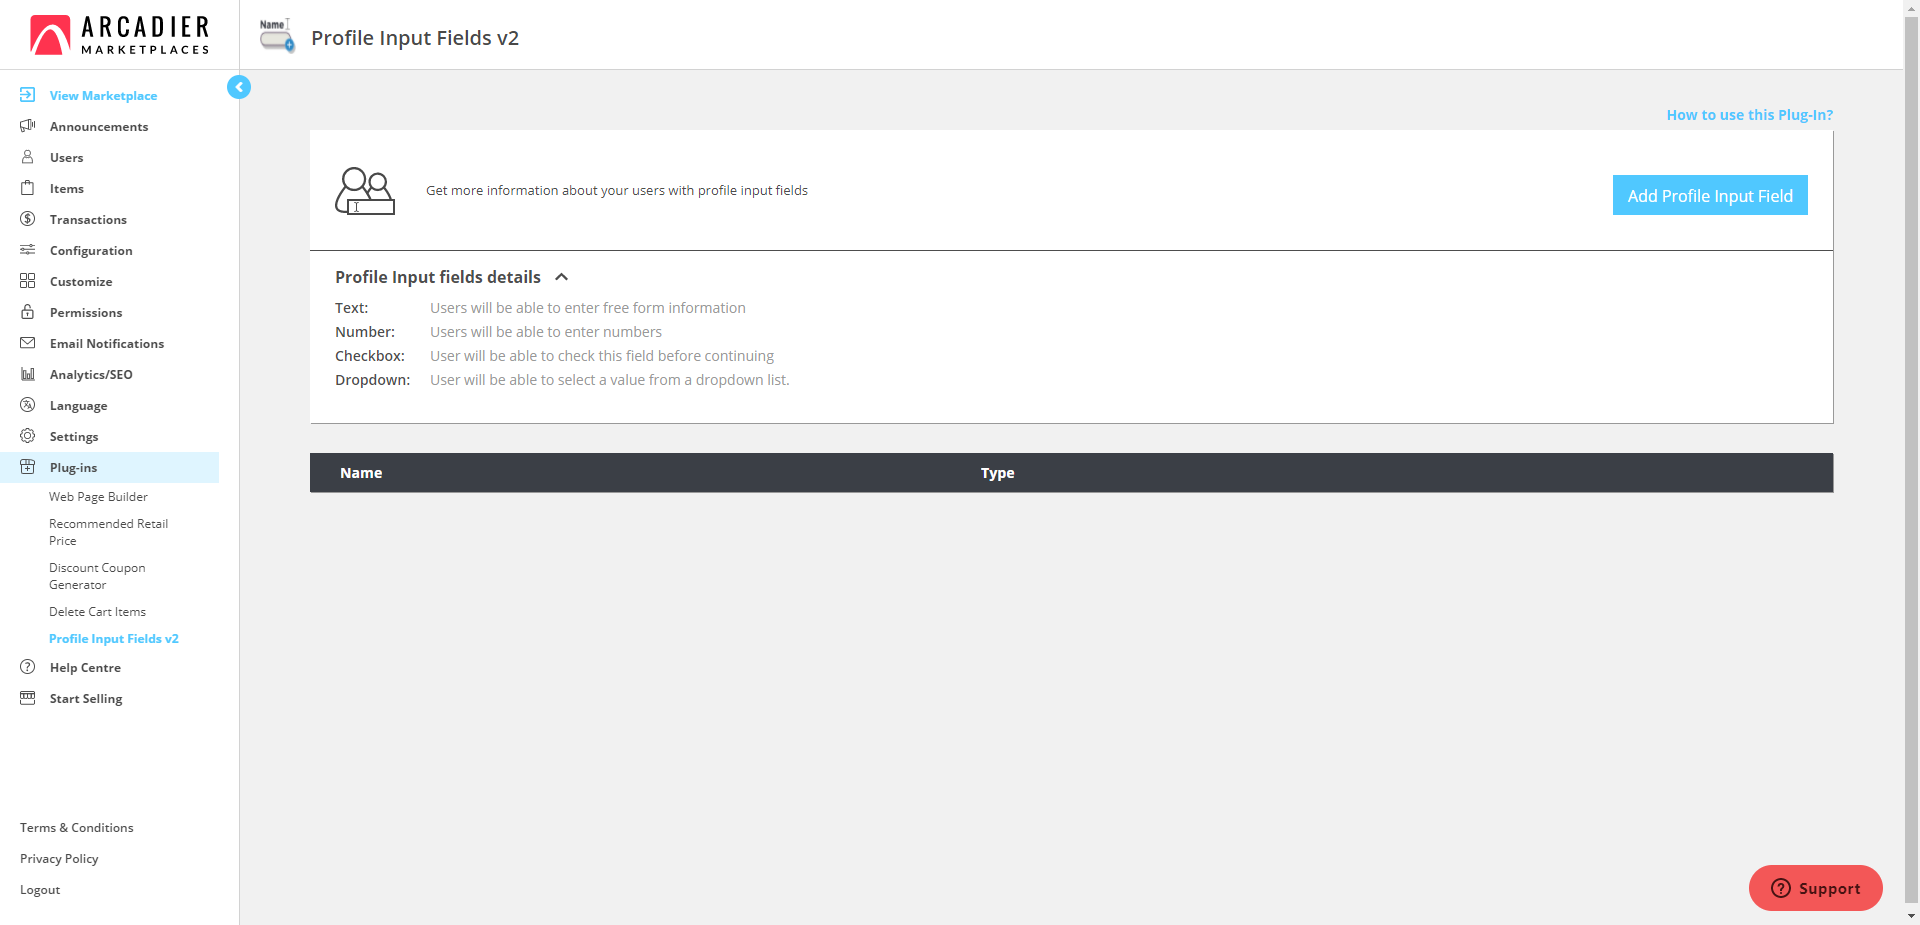 ARCADIER
MARKETPLACES
Name
Profile Input Fields v2
View Marketplace
Announcements
Users
Items
Transactions
Configuration
Customize
Permissions
Email Notifications
Analytics/SEO
Language
Settings
Plug-ins
Web Page Builder
Recommended Retail
Price
Discount Coupon
Generator
Delete Cart Items
Profile Input Fields v2
Help Centre
Start Selling
Terms & Conditions
Privacy Policy
Logout
How to use this Plug-In?
Get more information about your users with profile input fields
Add Profile Input Field
Profile Input fields details
Text: Users will be able to enter free form information
Number: Users will be able to enter numbers
Checkbox: User will be able to check this field before continuing
Dropdown: User will be able to select a value from a dropdown list.
Name Type
Support